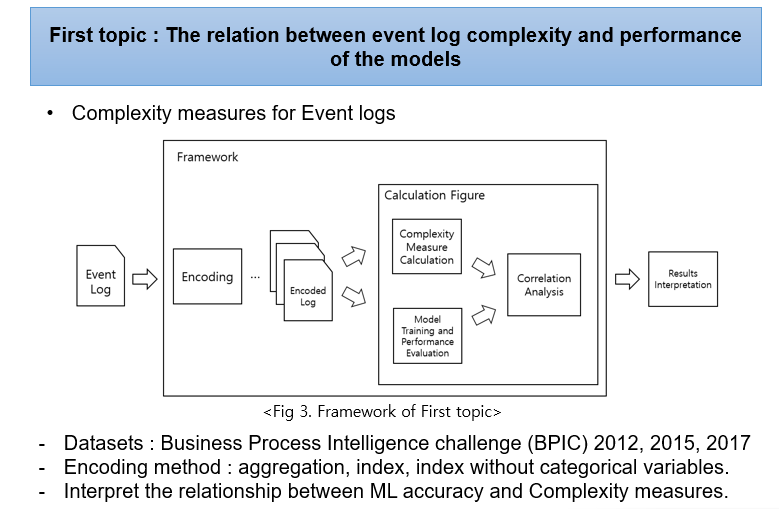 First topic : The relation between event log complexity and performance
of the models
• Complexity measures for Event logs
Framework
Calculation Figure
Event
Log
Encoding
...
Encoded
Log
Complexity
Measure
Calculation
Model
Training and
Performance
Evaluation
Correlation
Analysis
Results
Interpretation
<Fig 3. Framework of First topic>
- Datasets : Business Process Intelligence challenge (BPIC) 2012, 2015, 2017
- Encoding method : aggregation, index, index without categorical variables.
- Interpret the relationship between ML accuracy and Complexity measures.